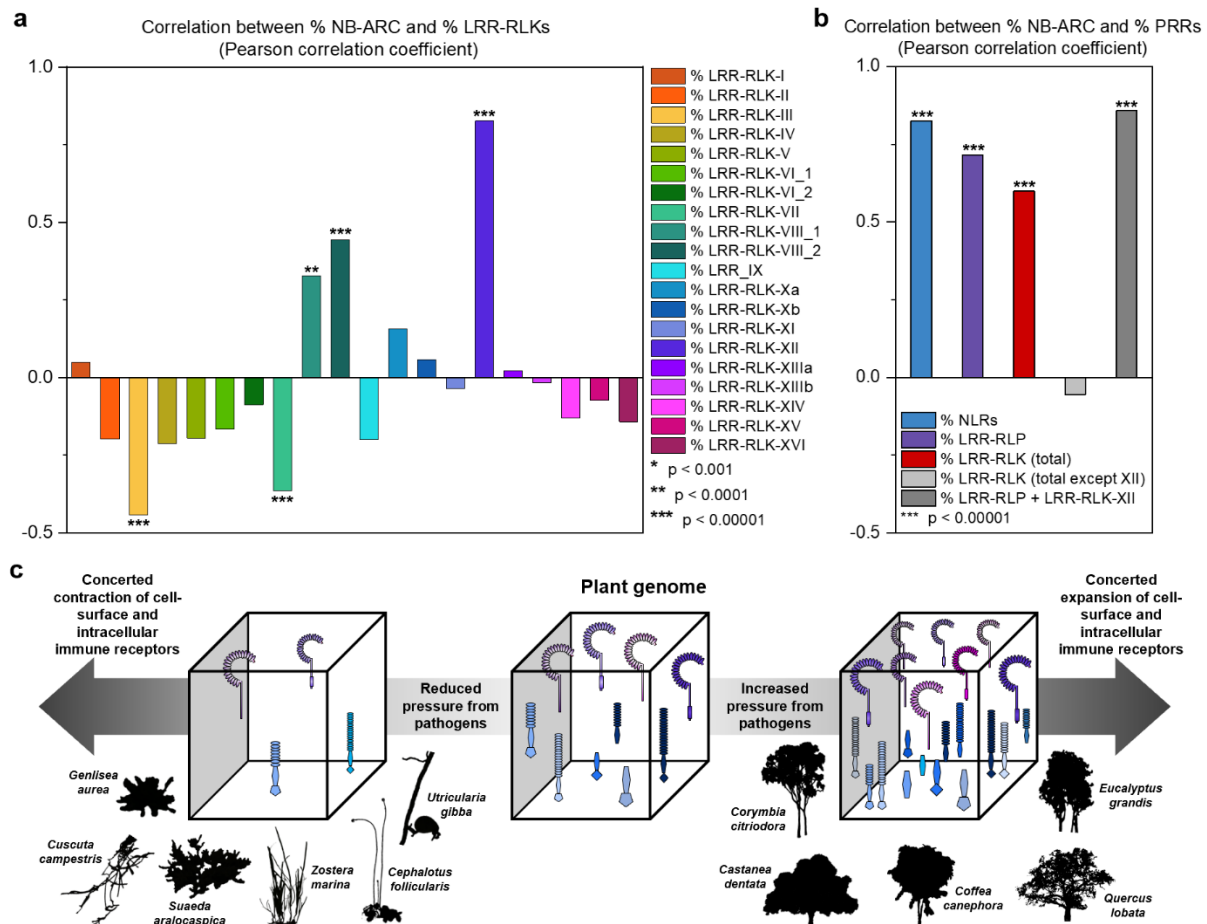 a
Correlation between % NB-ARC and % LRR-RLKs
(Pearson correlation coefficient)
1.0
0.5
0.0
-0.5
***
**
***
***
***
% LRR-RLK-I
% LRR-RLK-II
% LRR-RLK-III
% LRR-RLK-IV
% LRR-RLK-V
% LRR-RLK-VI_1
% LRR-RLK-VI_2
% LRR-RLK-VII
% LRR-RLK-VIII_1
% LRR-RLK-VIII_2
% LRR_IX
% LRR-RLK-Xa
% LRR-RLK-Xb
% LRR-RLK-XI
% LRR-RLK-XII
% LRR-RLK-XIIIa
% LRR-RLK-XIIIb
% LRR-RLK-XIV
% LRR-RLK-XV
% LRR-RLK-XVI
* p < 0.001
** p < 0.0001
*** p < 0.00001
b
Correlation between % NB-ARC and % PRRs
(Pearson correlation coefficient)
1.0
0.5
0.0
-0.5
***
***
***
***
% NLRs
% LRR-RLP
% LRR-RLK (total)
% LRR-RLK (total except XII)
% LRR-RLP + LRR-RLK-XII
*** p < 0.00001
c
Concerted
contraction of cell-
surface and
intracellular
immune receptors
Plant genome
Concerted
expansion of cell-
surface and
intracellular
immune receptors
Reduced
pressure from
pathogens
Increased
pressure from
pathogens
Genlisea
aurea
Utricularia
gibba
Cuscuta
campestris
Suaeda
aralocaspica
Zostera
marina
Cephalotus
follicularis
Corymbia
citriodora
Eucalyptus
grandis
Castanea
dentata
Coffea
canephora
Quercus
lobata